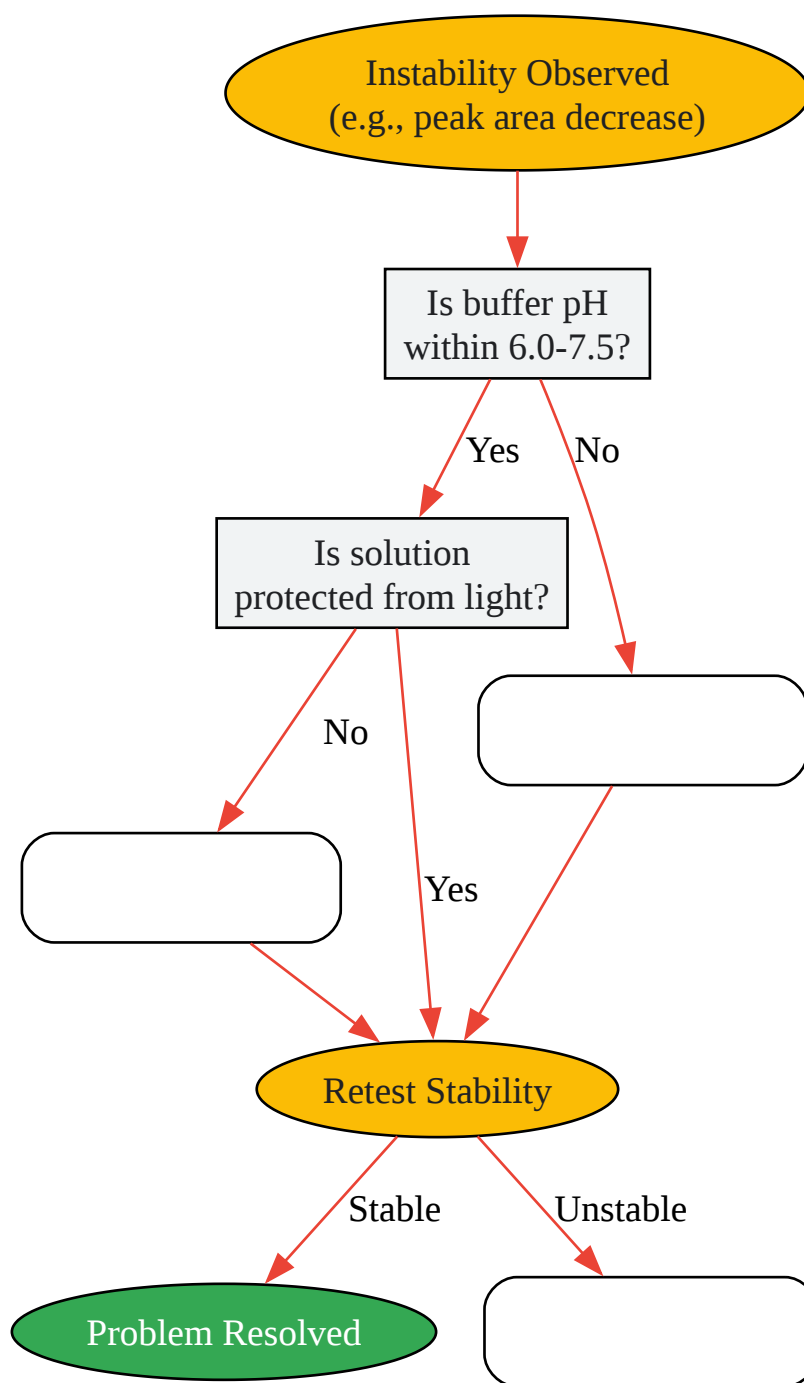 Instability Observed
(e.g., peak area decrease)
Is buffer pH
within 6.0-7.5?
Yes
No
Is solution
protected from light?
No
Yes
Retest Stability
Stable
Unstable
Problem Resolved